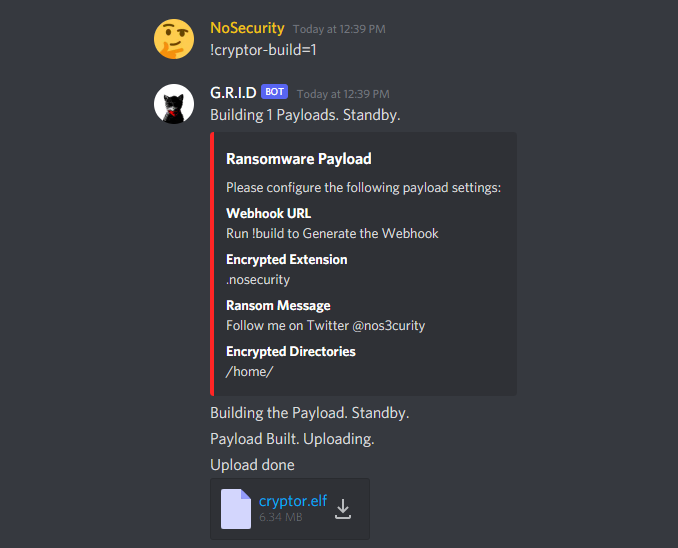 NoSecurity Today at 12:39 PM
!cryptor-build=1
G.R.I.D BOT Today at 12:39 PM
Building 1 Payloads. Standby.
Ransomware Payload
Please configure the following payload settings:
Webhook URL
Run !build to Generate the Webhook
Encrypted Extension
.nosecurity
Ransom Message
Follow me on Twitter @nos3curity
Encrypted Directories
/home/
Building the Payload. Standby.
Payload Built. Uploading.
Upload done
cryptor.elf
6.34 MB